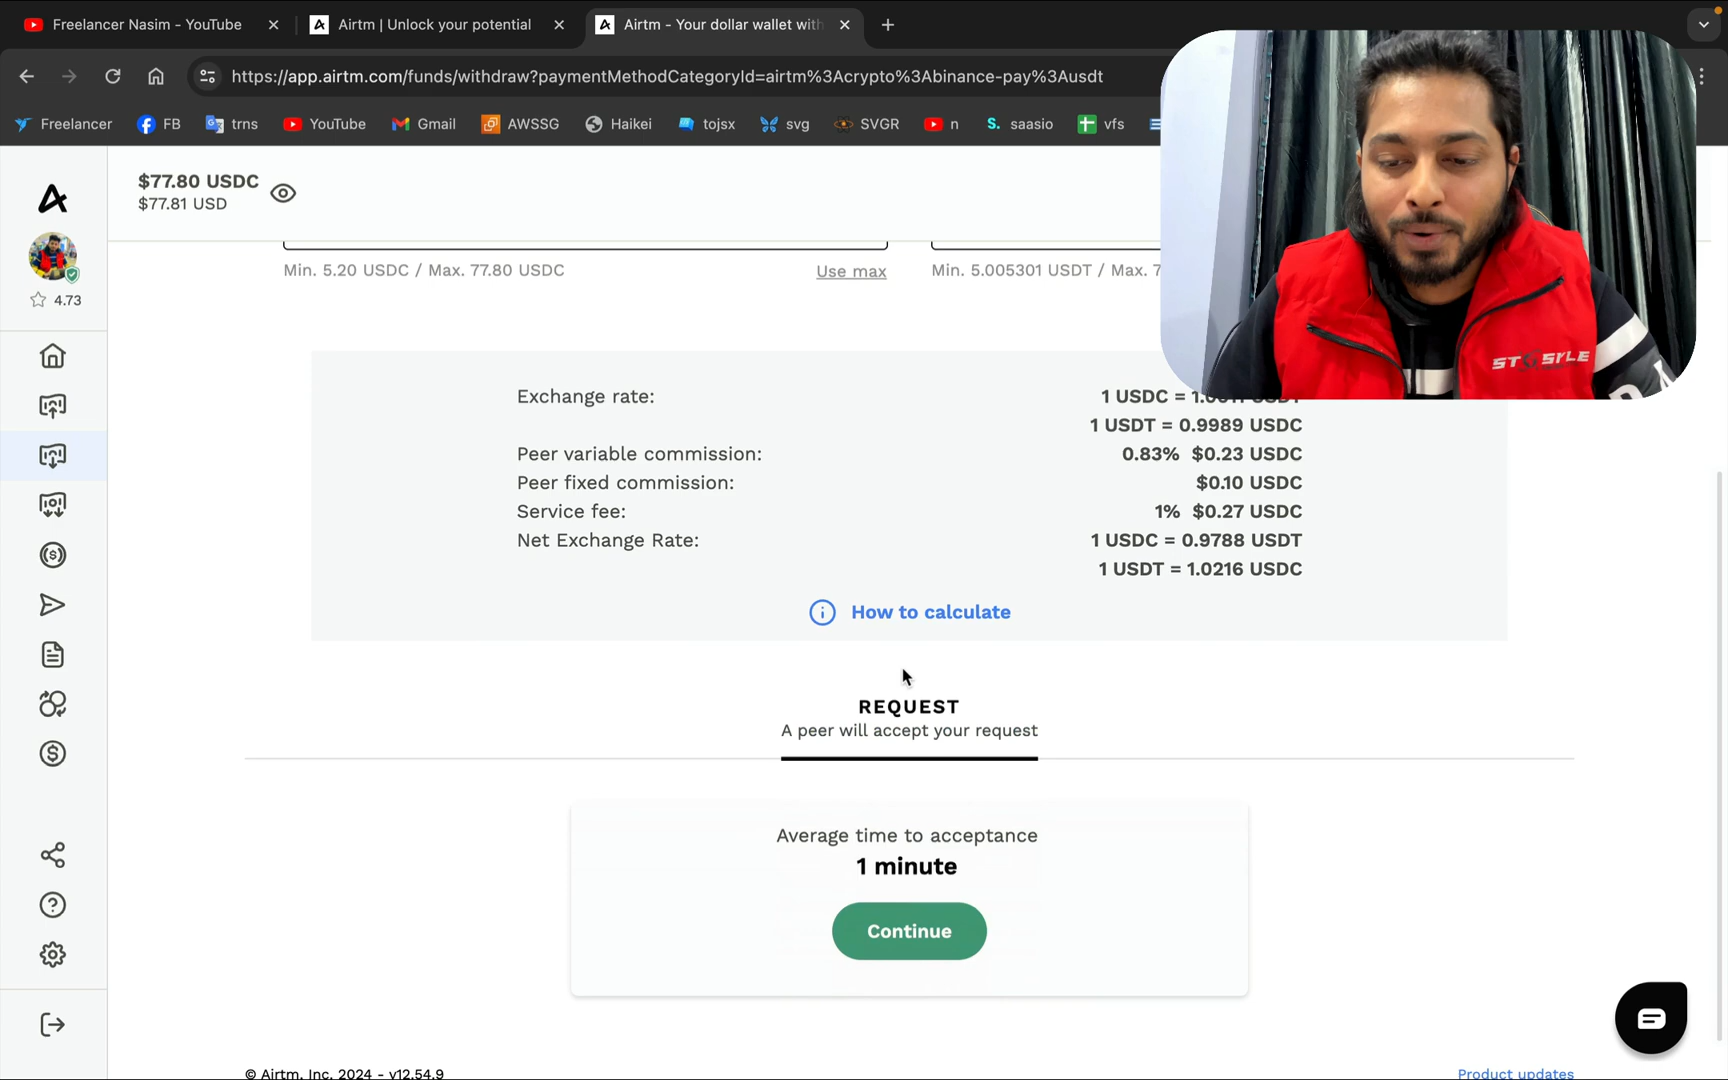 Freelancer Nasim - YouTube
Airtm | Unlock your potential
Airtm - Your dollar wallet with
https://app.airtm.com/funds/withdraw?paymentMethodCategoryId=airtm%3Acrypto%3Abinance-pay%3Ausdt
Freelancer
FB
trns
YouTube
Gmail
AWSSG
Haikei
tojsx
svg
SVGR
n
saasio
vfs
$77.80 USDC
$77.81 USD
4.73
Min. 5.20 USDC / Max. 77.80 USDC
Use max
Min. 5.005301 USDT / Max. 7
Exchange rate:
1 USDC =
1 USDT = 0.9989 USDC
Peer variable commission:
0.83% $0.23 USDC
Peer fixed commission:
$0.10 USDC
Service fee:
1% $0.27 USDC
Net Exchange Rate:
1 USDC = 0.9788 USDT
1 USDT = 1.0216 USDC
How to calculate
REQUEST
A peer will accept your request
Average time to acceptance
1 minute
Continue
© Airtm, Inc. 2024 - v12.54.9
Product updates